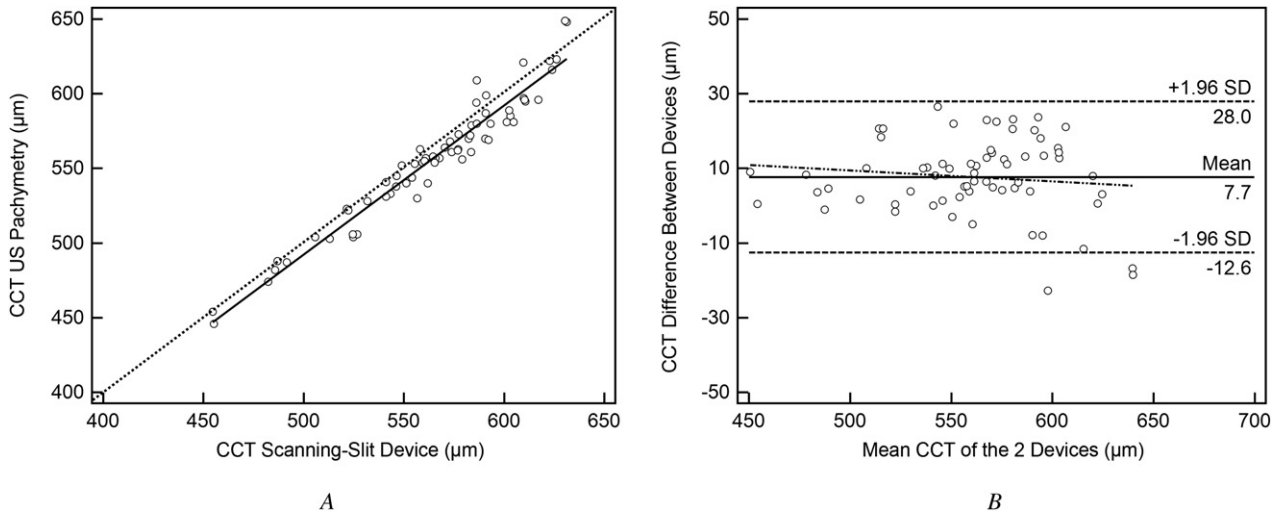 650
600
550
500
450
400
CCT US Pachymetry (µm)
400 450 500 550 600 650
CCT Scanning-Slit Device (µm)
A
50
30
10
-10
-30
-50
CCT Difference Between Devices (µm)
+1.96 SD
28.0
Mean
7.7
-1.96 SD
-12.6
450 500 550 600 650 700
Mean CCT of the 2 Devices (µm)
B